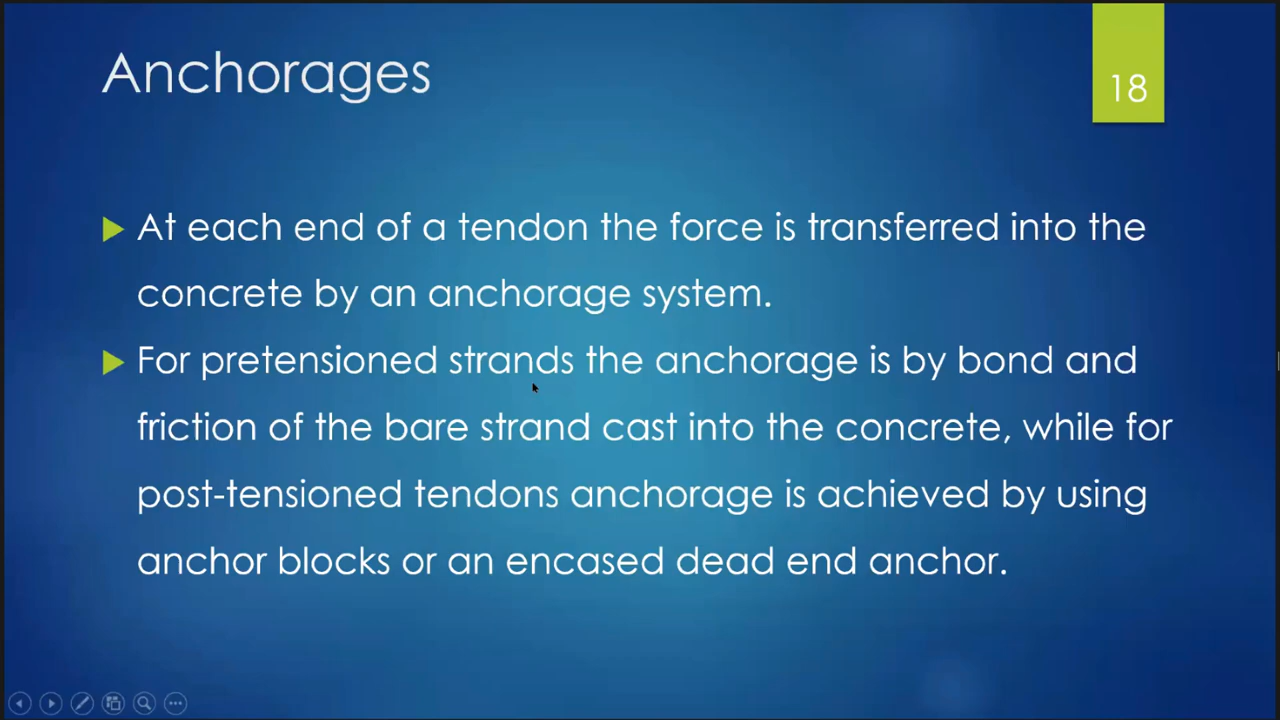 Anchorages
18
At each end of a tendon the force is transferred into the
concrete by an anchorage system.
For pretensioned strands the anchorage is by bond and
friction of the bare strand cast into the concrete, while for
post-tensioned tendons anchorage is achieved by using
anchor blocks or an encased dead end anchor.